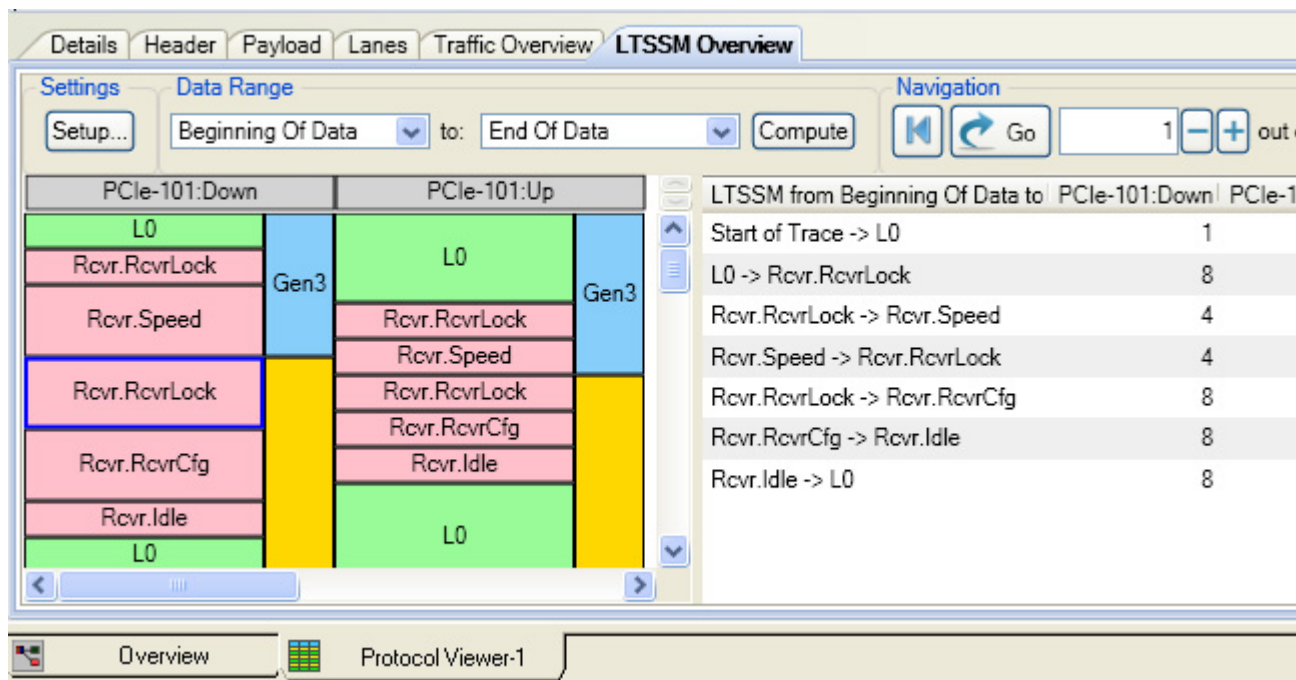 Details Header Payload Lanes Traffic Overview LTSSM Overview
Settings Data Range Navigation
Setup... Beginning Of Data to: End Of Data Compute Go 1 out
PCIe-101:Down PCIe-101:Up
L0
Rcvr.RcvrLock
Rcvr.Speed
Rcvr.RcvrLock
Rcvr.RcvrCfg
Rcvr.Idle
L0
Gen3
L0
Rcvr.RcvrLock
Rcvr.Speed
Rcvr.RcvrLock
Rcvr.RcvrCfg
Rcvr.Idle
L0
Gen3
LTSSM from Beginning Of Data to PCIe-101:Down PCIe-1
Start of Trace -> L0 1
L0 -> Rcvr.RcvrLock 8
Rcvr.RcvrLock -> Rcvr.Speed 4
Rcvr.Speed -> Rcvr.RcvrLock 4
Rcvr.RcvrLock -> Rcvr.RcvrCfg 8
Rcvr.RcvrCfg -> Rcvr.Idle 8
Rcvr.Idle -> L0 8
Overview Protocol Viewer-1